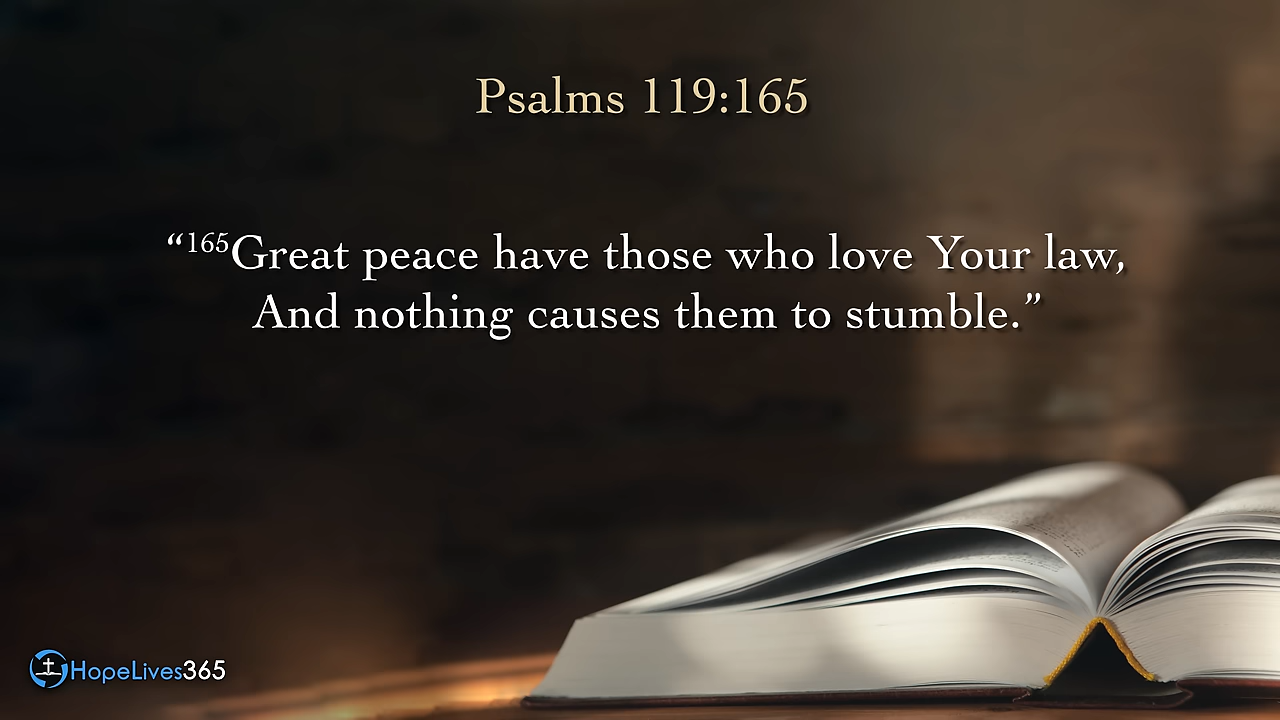 Psalms 119:165
“¹⁶⁵Great peace have those who love Your law,
And nothing causes them to stumble.”
HopeLives365